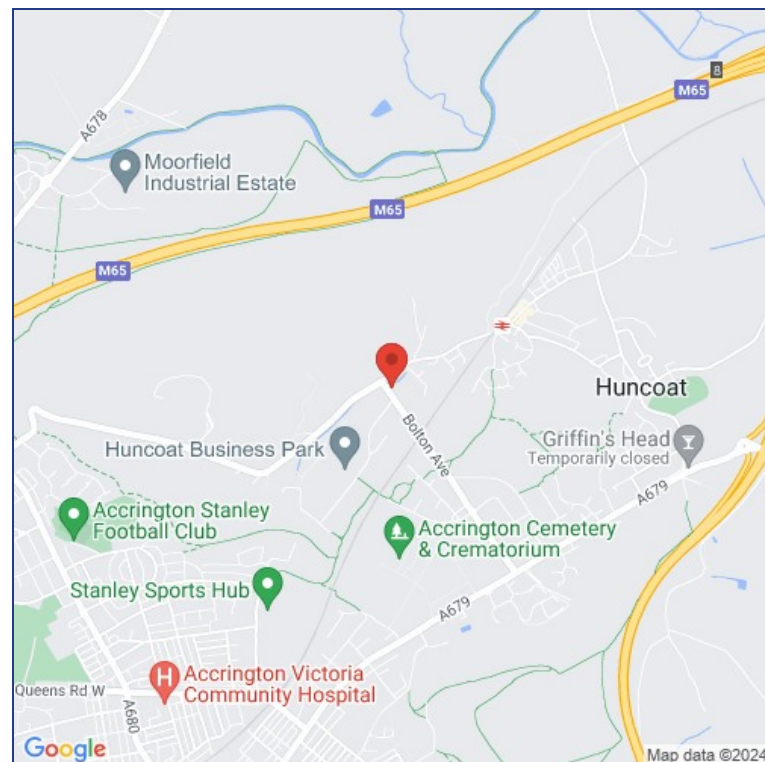 8
M65
A678
Moorfield
Industrial Estate
M65
M65
Huncoat
Bolton Ave
Griffin's Head
Temporarily closed
Huncoat Business Park
A679
Accrington Stanley
Football Club
Accrington Cemetery
& Crematorium
Stanley Sports Hub
A679
Accrington Victoria
Community Hospital
H
Queens Rd W
A680
Google
Map data ©2024